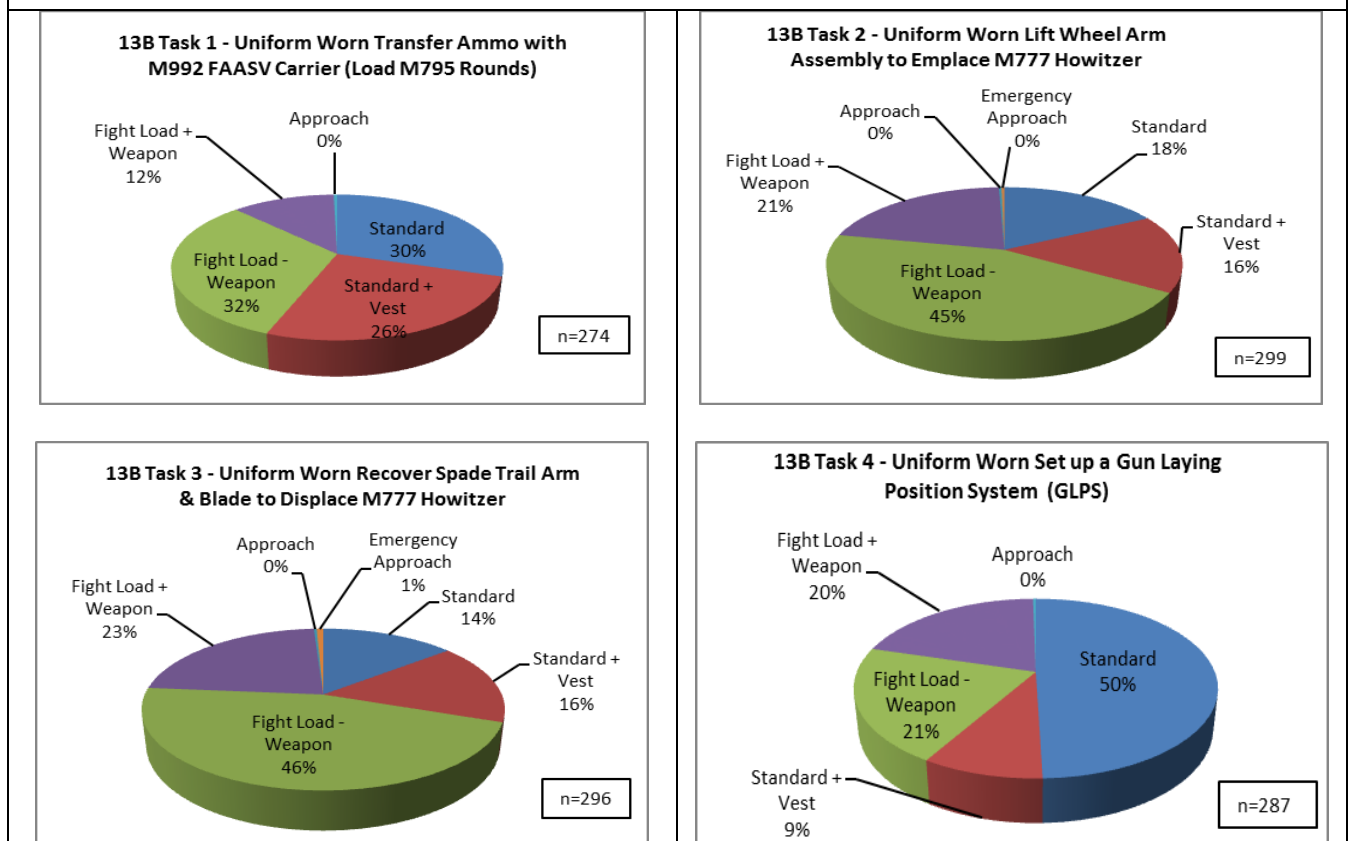 13B Task 1 - Uniform Worn Transfer Ammo with
M992 FAASV Carrier (Load M795 Rounds)
Approach
0%
Fight Load +
Weapon
12%
Standard
30%
Fight Load -
Weapon
32%
Standard +
Vest
26%
n=274
13B Task 2 - Uniform Worn Lift Wheel Arm
Assembly to Emplace M777 Howitzer
Emergency
Approach
0%
Approach
0%
Standard
18%
Fight Load +
Weapon
21%
Standard +
Vest
16%
Fight Load -
Weapon
45%
n=299
13B Task 3 - Uniform Worn Recover Spade Trail Arm
& Blade to Displace M777 Howitzer
Approach
0%
Emergency
Approach
1%
Standard
14%
Fight Load +
Weapon
23%
Standard +
Vest
16%
Fight Load -
Weapon
46%
n=296
13B Task 4 - Uniform Worn Set up a Gun Laying
Position System (GLPS)
Fight Load +
Weapon
20%
Approach
0%
Standard
50%
Fight Load -
Weapon
21%
Standard +
Vest
9%
n=287